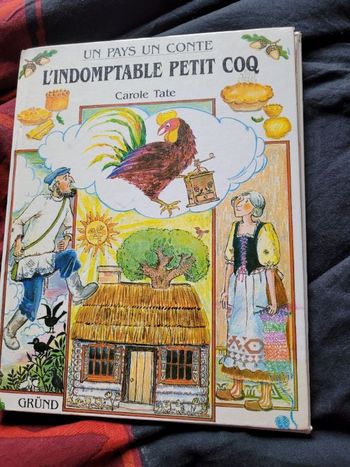 UN PAYS UN CONTE
L'INDOMPTABLE PETIT COQ
Carole Tate
GRÜND